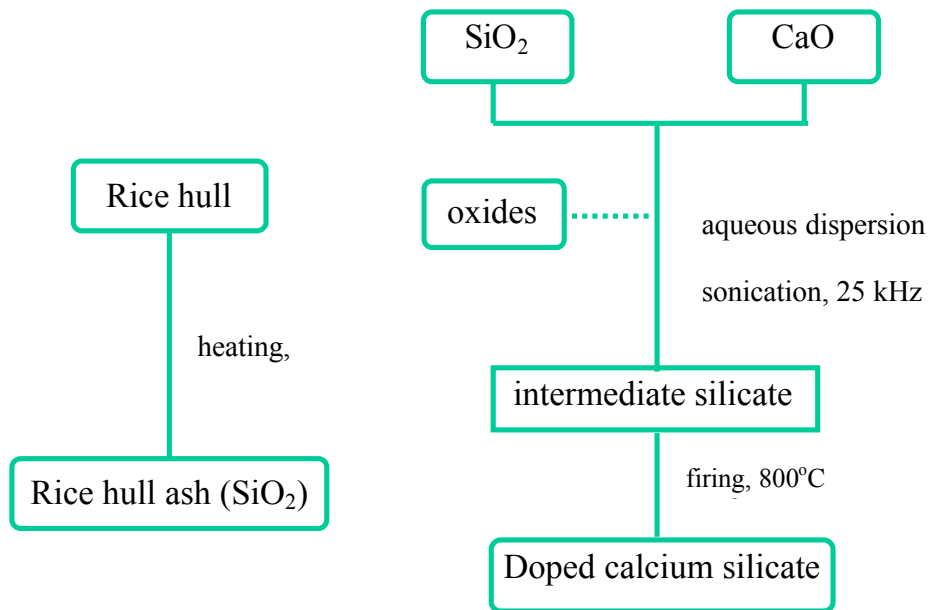 Rice hull
heating,
Rice hull ash (SiO₂)
SiO₂
CaO
oxides
aqueous dispersion
sonication, 25 kHz
intermediate silicate
firing, 800°C
Doped calcium silicate